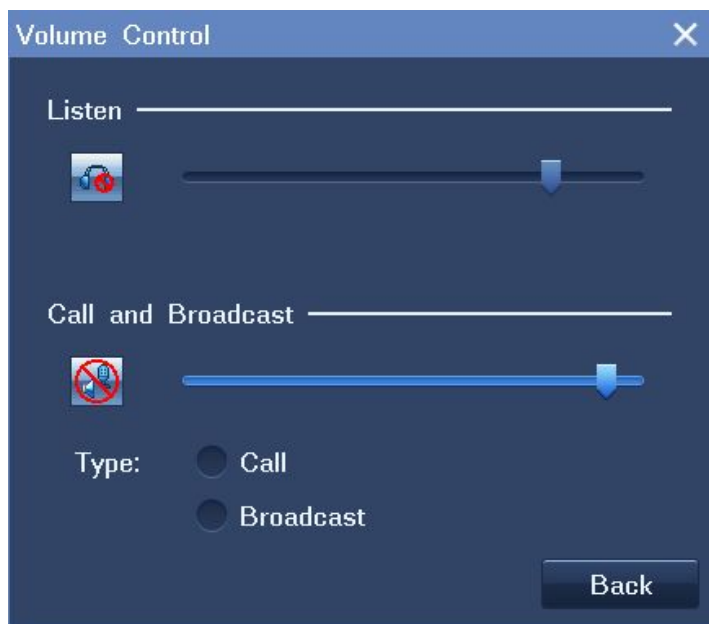 Volume Control
Listen
Call and Broadcast
Type:
Call
Broadcast
Back